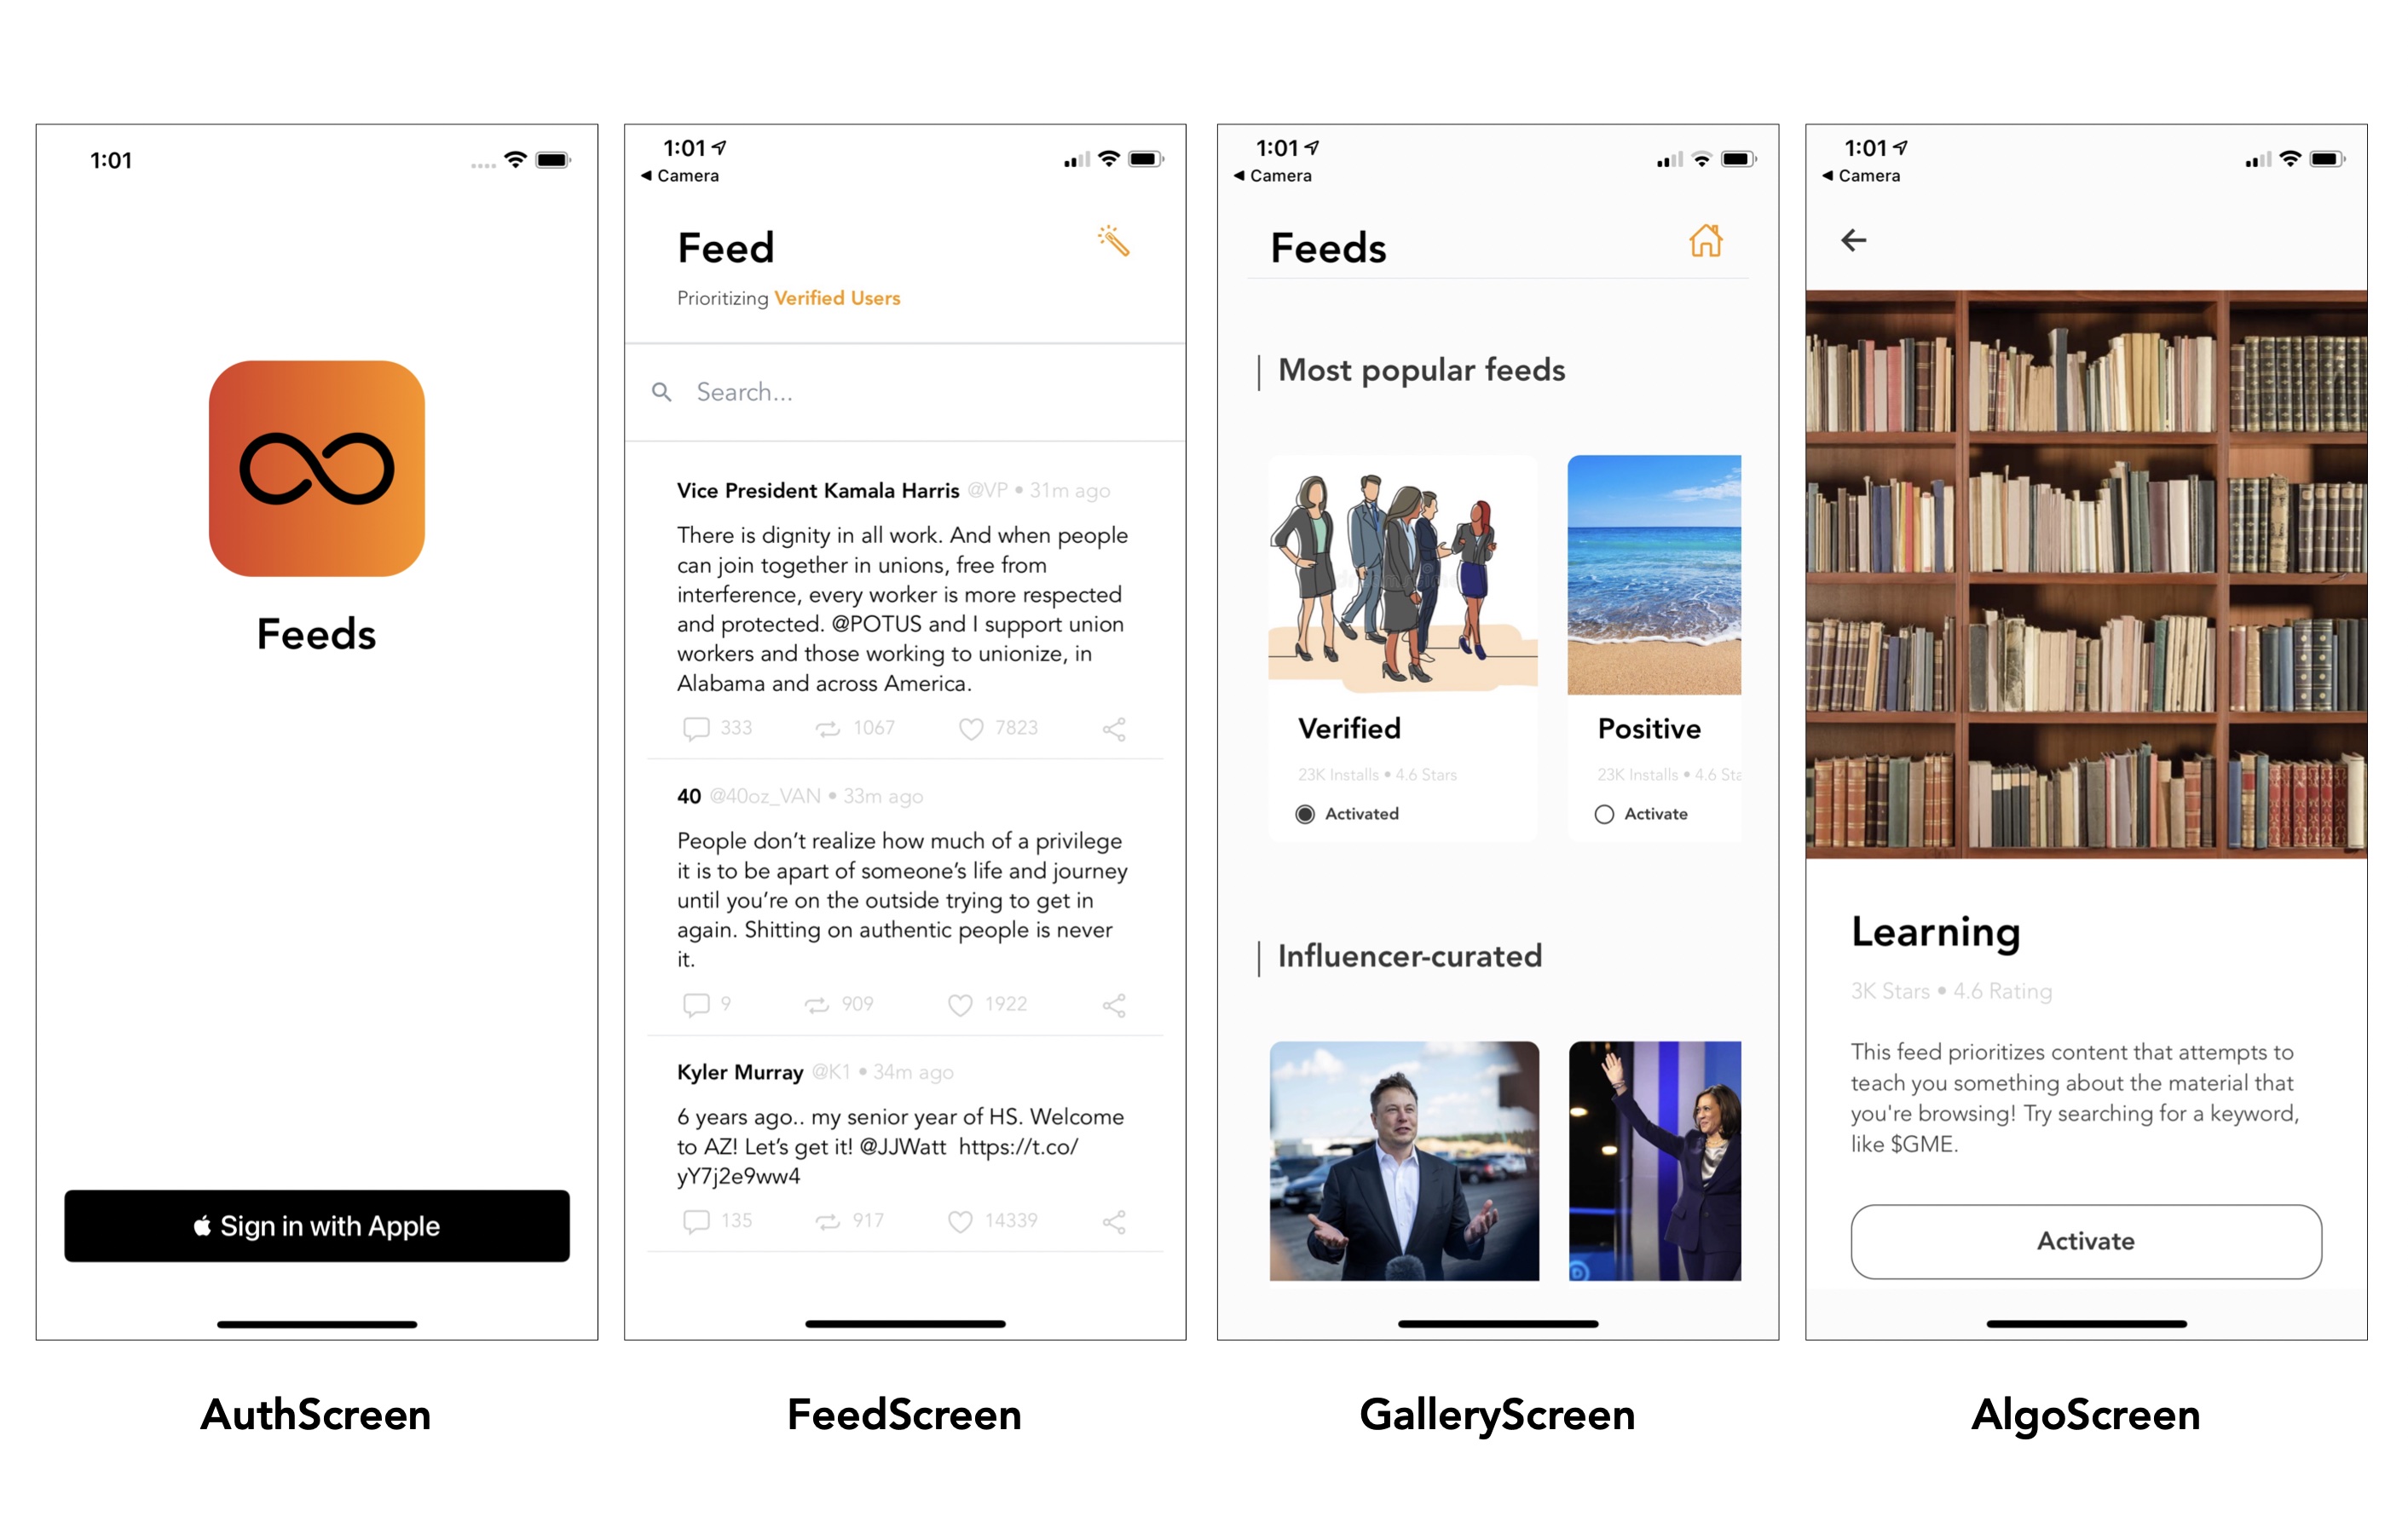 1:01
Feeds
Sign in with Apple
AuthScreen
1:01
Camera
Feed
Prioritizing Verified Users
Search...
Vice President Kamala Harris @VP • 31m ago
There is dignity in all work. And when people
can join together in unions, free from
interference, every worker is more respected
and protected. @POTUS and I support union
workers and those working to unionize, in
Alabama and across America.
333 1067 7823
40 @40oz_VAN • 33m ago
People don’t realize how much of a privilege
it is to be apart of someone’s life and journey
until you’re on the outside trying to get in
again. Shitting on authentic people is never
it.
9 909 1922
Kyler Murray @K1 • 34m ago
6 years ago.. my senior year of HS. Welcome
to AZ! Let’s get it! @JJWatt https://t.co/
yY7j2e9ww4
135 917 14339
FeedScreen
1:01
Camera
Feeds
Most popular feeds
Verified
23K Installs • 4.6 Stars
Activated
Positive
23K Installs • 4.6 Sta
Activate
Influencer-curated
GalleryScreen
1:01
Camera
Learning
3K Stars • 4.6 Rating
This feed prioritizes content that attempts to
teach you something about the material that
you're browsing! Try searching for a keyword,
like $GME.
Activate
AlgoScreen